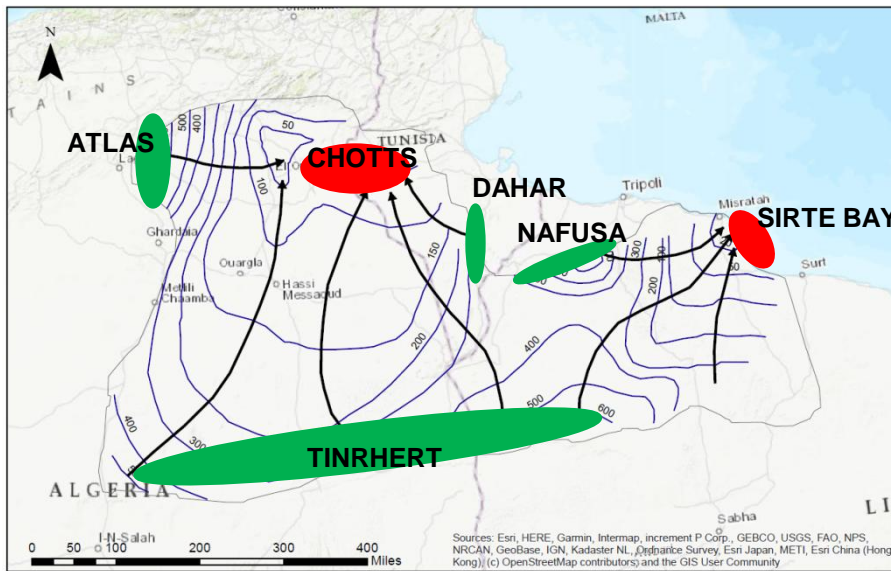 MALTA
N
T A I N S
500
400
50
ATLAS
TUNISIA
CHOTTS
100
DAHAR
Tripoli
Misratah
NAFUSA
SIRTE BAY
Ghardaia
300
150
50
Surt
Ouargla
200
Metlili
Chaamba
Hassi
Messaoud
200
400
400
500
600
300
TINRHERT
ALGERIA
L I
I-N-Salah
Sabha
0 50 100 200 300 400
Miles
Sources: Esri, HERE, Garmin, Intermap, increment P Corp., GEBCO, USGS, FAO, NPS,
NRCAN, GeoBase, IGN, Kadaster NL, Ordnance Survey, Esri Japan, METI, Esri China (Hong
Kong), (c) OpenStreetMap contributors, and the GIS User Community